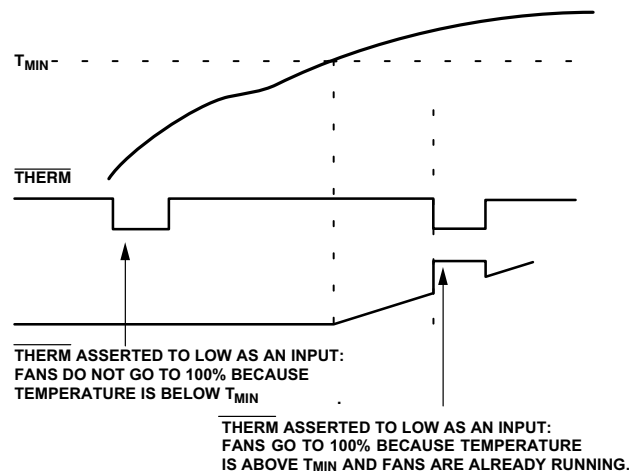 TMIN
THERM
THERM ASSERTED TO LOW AS AN INPUT:
FANS DO NOT GO TO 100% BECAUSE
TEMPERATURE IS BELOW TMIN
THERM ASSERTED TO LOW AS AN INPUT:
FANS GO TO 100% BECAUSE TEMPERATURE
IS ABOVE TMIN AND FANS ARE ALREADY RUNNING.